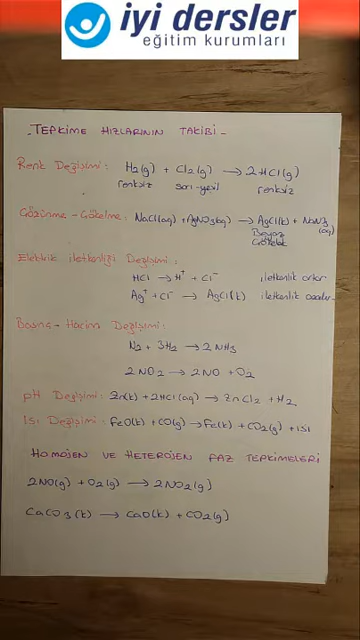 iyi dersler
eğitim kurumları
- TEPKİME HIZLARININ TAKİBİ -
Renk Değişimi: H₂(g) + Cl₂(g) → 2HCl(g)
renksiz sarı-yeşil renksiz
Çözünme - Çökelme: NaCl(aq) + AgNO₃(aq) → AgCl(k) + NaNO₃
Beyaz (aq)
Çökelek
Elektrik iletkenliği Değişimi:
HCl → H⁺ + Cl⁻ iletkenlik artar
Ag⁺ + Cl⁻ → AgCl(k) iletkenlik azalır
Basınç - Hacim Değişimi:
N₂ + 3H₂ → 2NH₃
2NO₂ → 2NO + O₂
pH Değişimi: Zn(k) + 2HCl(aq) → ZnCl₂ + H₂
Isı Değişimi: FeO(k) + CO(g) → Fe(k) + CO₂(g) + ısı
HOMOJEN VE HETEROJEN FAZ TEPKİMELERİ
2NO(g) + O₂(g) → 2NO₂(g)
CaCO₃(k) → CaO(k) + CO₂(g)